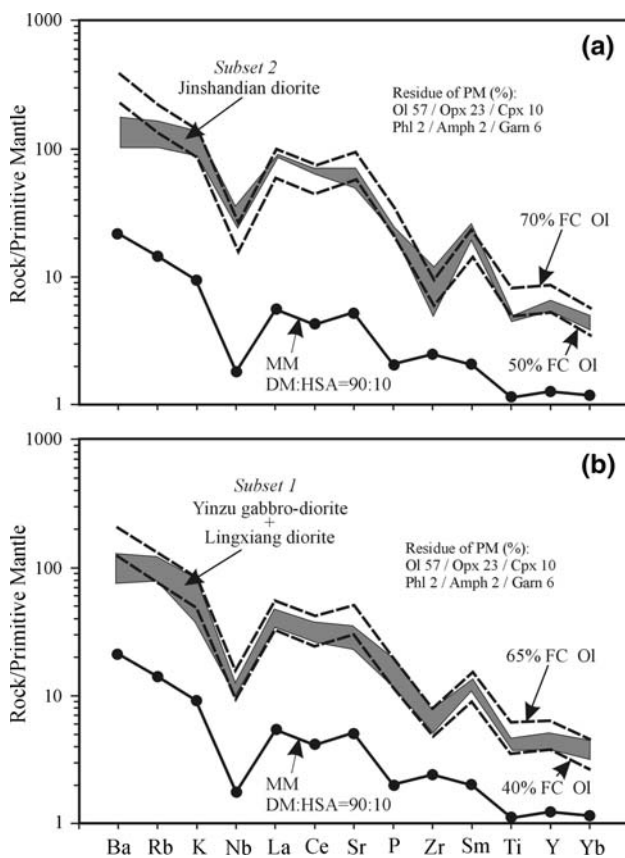 1000
(a)
Subset 2
Jinshandian diorite
Residue of PM (%):
Ol 57 / Opx 23 / Cpx 10
Phl 2 / Amph 2 / Garn 6
100
Rock/Primitive Mantle
70% FC Ol
10
MM
DM:HSA=90:10
50% FC Ol
1
1000
(b)
Subset 1
Yinzu gabbro-diorite
+
Lingxiang diorite
Residue of PM (%):
Ol 57 / Opx 23 / Cpx 10
Phl 2 / Amph 2 / Garn 6
100
Rock/Primitive Mantle
65% FC Ol
10
MM
DM:HSA=90:10
40% FC Ol
1
Ba Rb K Nb La Ce Sr P Zr Sm Ti Y Yb